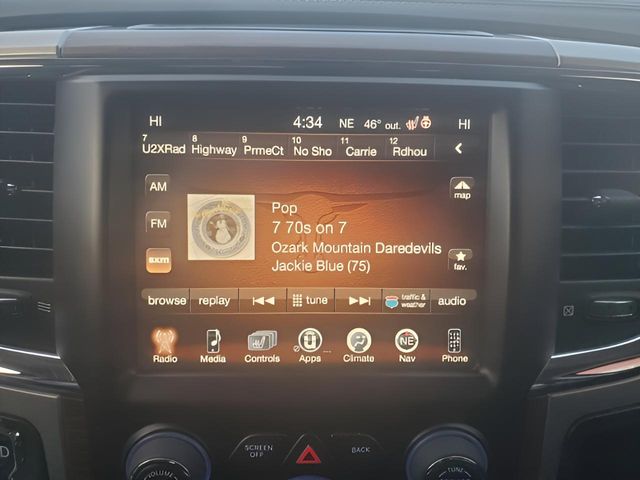 HI 4:34 NE 46° out. HI
7 8 9 10 11 12
U2XRad Highway PrmeCt No Sho Carrie Rdhou
AM
map
Pop
FM
7 70s on 7
Ozark Mountain Daredevils
sxm
fav.
Jackie Blue (75)
browse replay tune traffic & weather audio
NE
Radio Media Controls Apps Climate Nav Phone
SCREEN OFF BACK
VOLUME TUNE
D